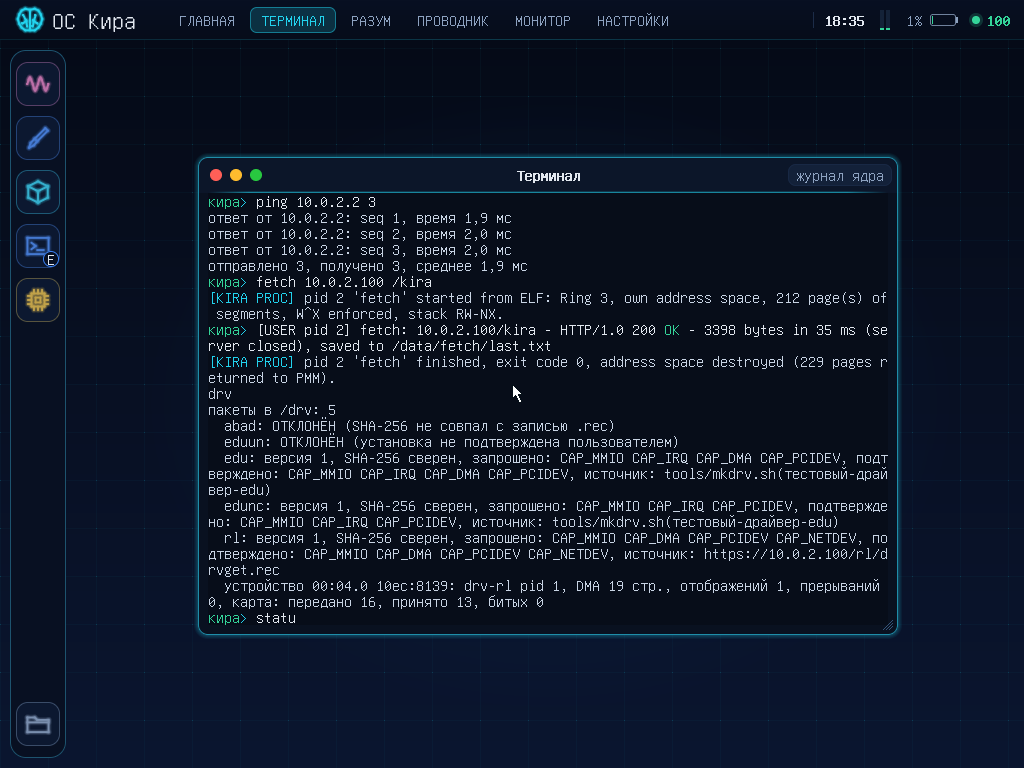 ОС Кира
ГЛАВНАЯ
ТЕРМИНАЛ
РАЗУМ
ПРОВОДНИК
МОНИТОР
НАСТРОЙКИ
18:35
1%
100
E
Терминал
журнал ядра
кира> ping 10.0.2.2 3
ответ от 10.0.2.2: seq 1, время 1,9 мс
ответ от 10.0.2.2: seq 2, время 2,0 мс
ответ от 10.0.2.2: seq 3, время 2,0 мс
отправлено 3, получено 3, среднее 1,9 мс
кира> fetch 10.0.2.100 /kira
[KIRA PROC] pid 2 'fetch' started from ELF: Ring 3, own address space, 212 page(s) of
segments, W^X enforced, stack RW-NX.
кира> [USER pid 2] fetch: 10.0.2.100/kira - HTTP/1.0 200 OK - 3398 bytes in 35 ms (se
rver closed), saved to /data/fetch/last.txt
[KIRA PROC] pid 2 'fetch' finished, exit code 0, address space destroyed (229 pages r
eturned to PMM).
drv
пакеты в /drv: 5
abad: ОТКЛОНЁН (SHA-256 не совпал с записью .rec)
eduun: ОТКЛОНЁН (установка не подтверждена пользователем)
edu: версия 1, SHA-256 сверен, запрошено: CAP_MMIO CAP_IRQ CAP_DMA CAP_PCIDEV, подт
верждено: CAP_MMIO CAP_IRQ CAP_DMA CAP_PCIDEV, источник: tools/mkdrv.sh(тестовый-драй
вер-edu)
edunc: версия 1, SHA-256 сверен, запрошено: CAP_MMIO CAP_IRQ CAP_PCIDEV, подтвержде
но: CAP_MMIO CAP_IRQ CAP_PCIDEV, источник: tools/mkdrv.sh(тестовый-драйвер-edu)
rl: версия 1, SHA-256 сверен, запрошено: CAP_MMIO CAP_DMA CAP_PCIDEV CAP_NETDEV, по
дтверждено: CAP_MMIO CAP_DMA CAP_PCIDEV CAP_NETDEV, источник: https://10.0.2.100/rl/d
rvget.rec
устройство 00:04.0 10ec:8139: drv-rl pid 1, DMA 19 стр., отображений 1, прерываний
0, карта: передано 16, принято 13, битых 0
кира> statu